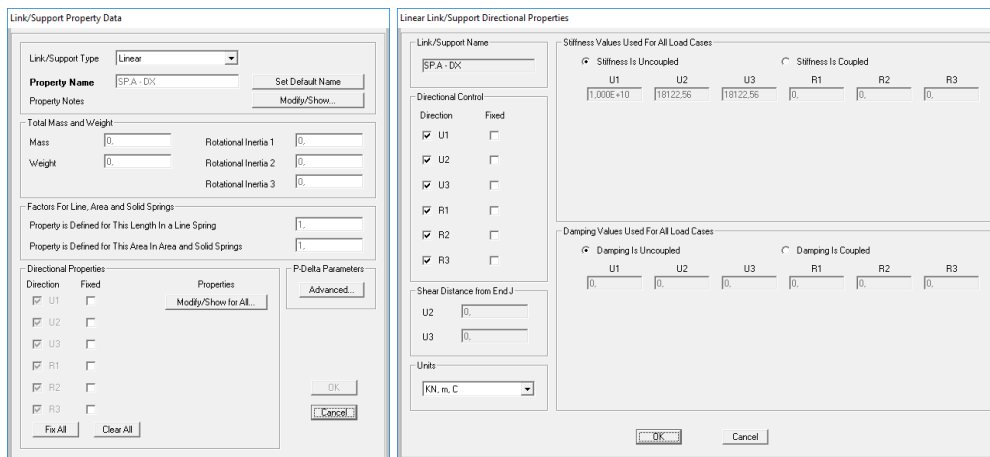 Link/Support Property Data
Link/Support Type Linear
Property Name SP.A - DX Set Default Name
Property Notes Modify/Show...
Total Mass and Weight
Mass 0, Rotational Inertia 1 0,
Weight 0, Rotational Inertia 2 0,
Rotational Inertia 3 0,
Factors For Line, Area and Solid Springs
Property is Defined for This Length In a Line Spring 1,
Property is Defined for This Area In Area and Solid Springs 1,
Directional Properties P-Delta Parameters
Direction Fixed Properties Advanced...
U1 Modify/Show for All...
U2
U3
R1
R2 OK
R3 Cancel
Fix All Clear All
Linear Link/Support Directional Properties
Link/Support Name
SP.A - DX
Directional Control
Direction Fixed
U1
U2
U3
R1
R2
R3
Shear Distance from End J
U2 0,
U3 0,
Units
KN, m, C
Stiffness Values Used For All Load Cases
Stiffness Is Uncoupled Stiffness Is Coupled
U1 U2 U3 R1 R2 R3
1,000E+10 18122,56 18122,56 0, 0, 0,
Damping Values Used For All Load Cases
Damping Is Uncoupled Damping Is Coupled
U1 U2 U3 R1 R2 R3
0, 0, 0, 0, 0, 0,
OK Cancel